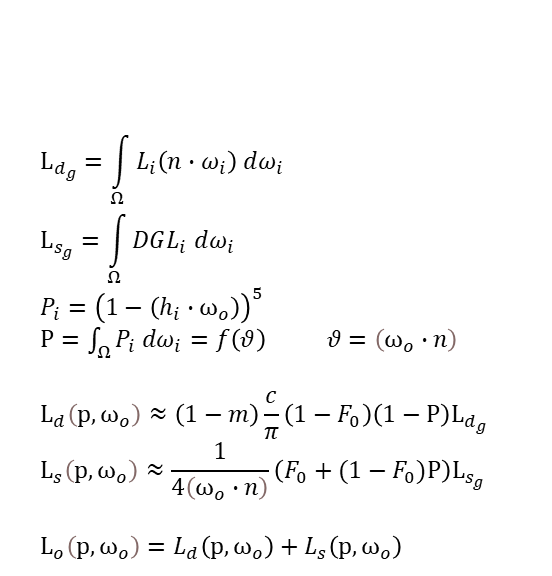 L_{d_g} = ∫_Ω L_i(n · ω_i) dω_i
L_{s_g} = ∫_Ω DGL_i dω_i
P_i = (1 − (h_i · ω_o))^5
P = ∫_Ω P_i dω_i = f(ϑ) ϑ = (ω_o · n)
L_d(p, ω_o) ≈ (1 − m) \frac{c}{π} (1 − F_0)(1 − P)L_{d_g}
L_s(p, ω_o) ≈ \frac{1}{4(ω_o · n)} (F_0 + (1 − F_0)P)L_{s_g}
L_o(p, ω_o) = L_d(p, ω_o) + L_s(p, ω_o)